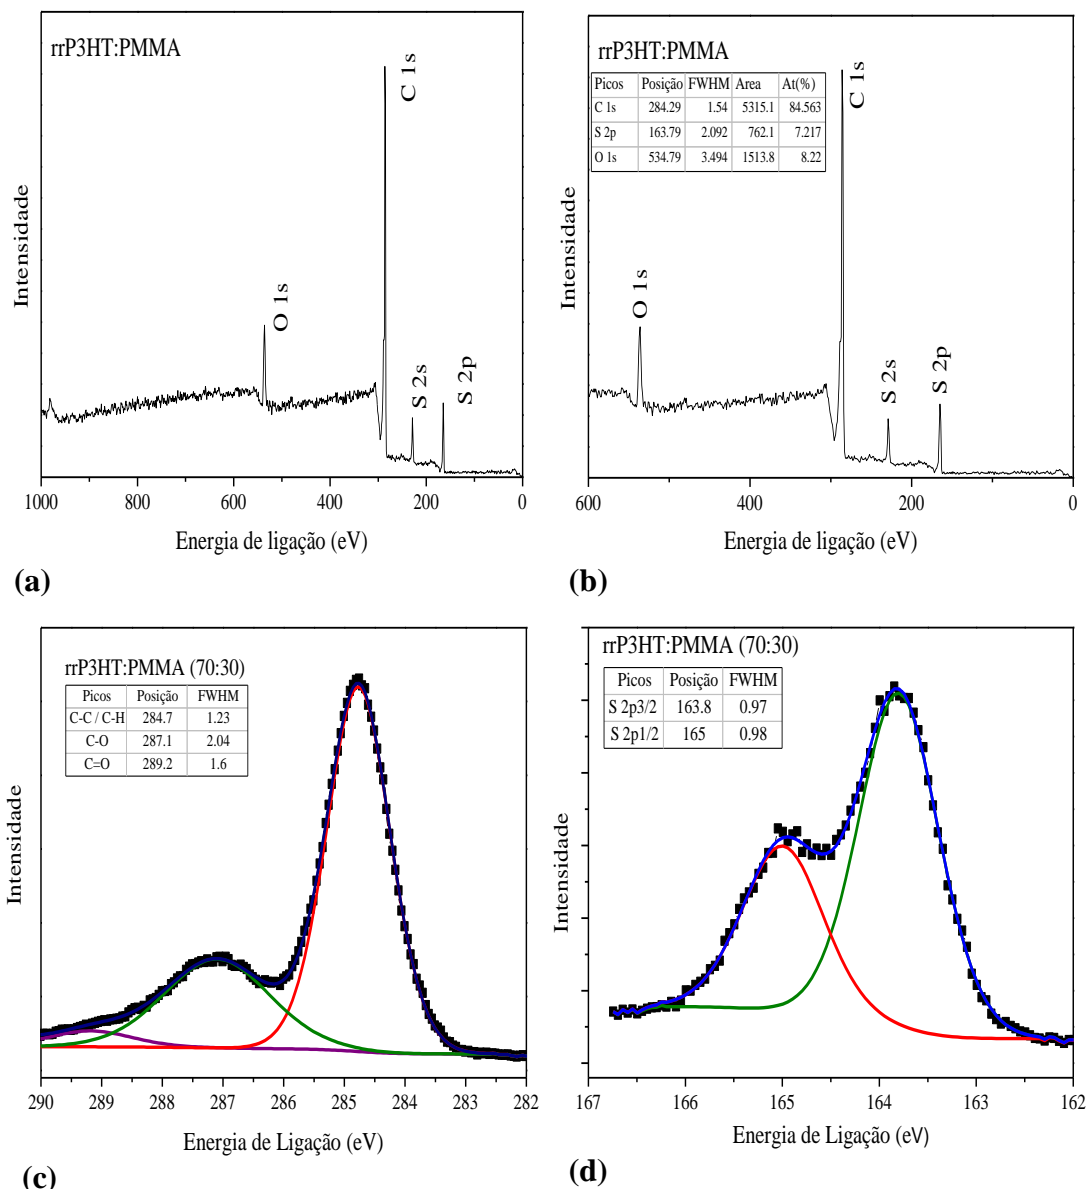 rrP3HT:PMMA
Intensidade
O 1s
C 1s
S 2s
S 2p
1000 800 600 400 200 0
Energia de ligação (eV)
(a)
rrP3HT:PMMA
Picos Posição FWHM Area At(%)
C 1s 284.29 1.54 5315.1 84.563
S 2p 163.79 2.092 762.1 7.217
O 1s 534.79 3.494 1513.8 8.22
Intensidade
O 1s
C 1s
S 2s
S 2p
600 400 200 0
Energia de ligação (eV)
(b)
rrP3HT:PMMA (70:30)
Picos Posição FWHM
C-C / C-H 284.7 1.23
C-O 287.1 2.04
C=O 289.2 1.6
Intensidade
290 289 288 287 286 285 284 283 282
Energia de Ligação (eV)
(c)
rrP3HT:PMMA (70:30)
Picos Posição FWHM
S 2p3/2 163.8 0.97
S 2p1/2 165 0.98
Intensidade
167 166 165 164 163 162
Energia de Ligação (eV)
(d)